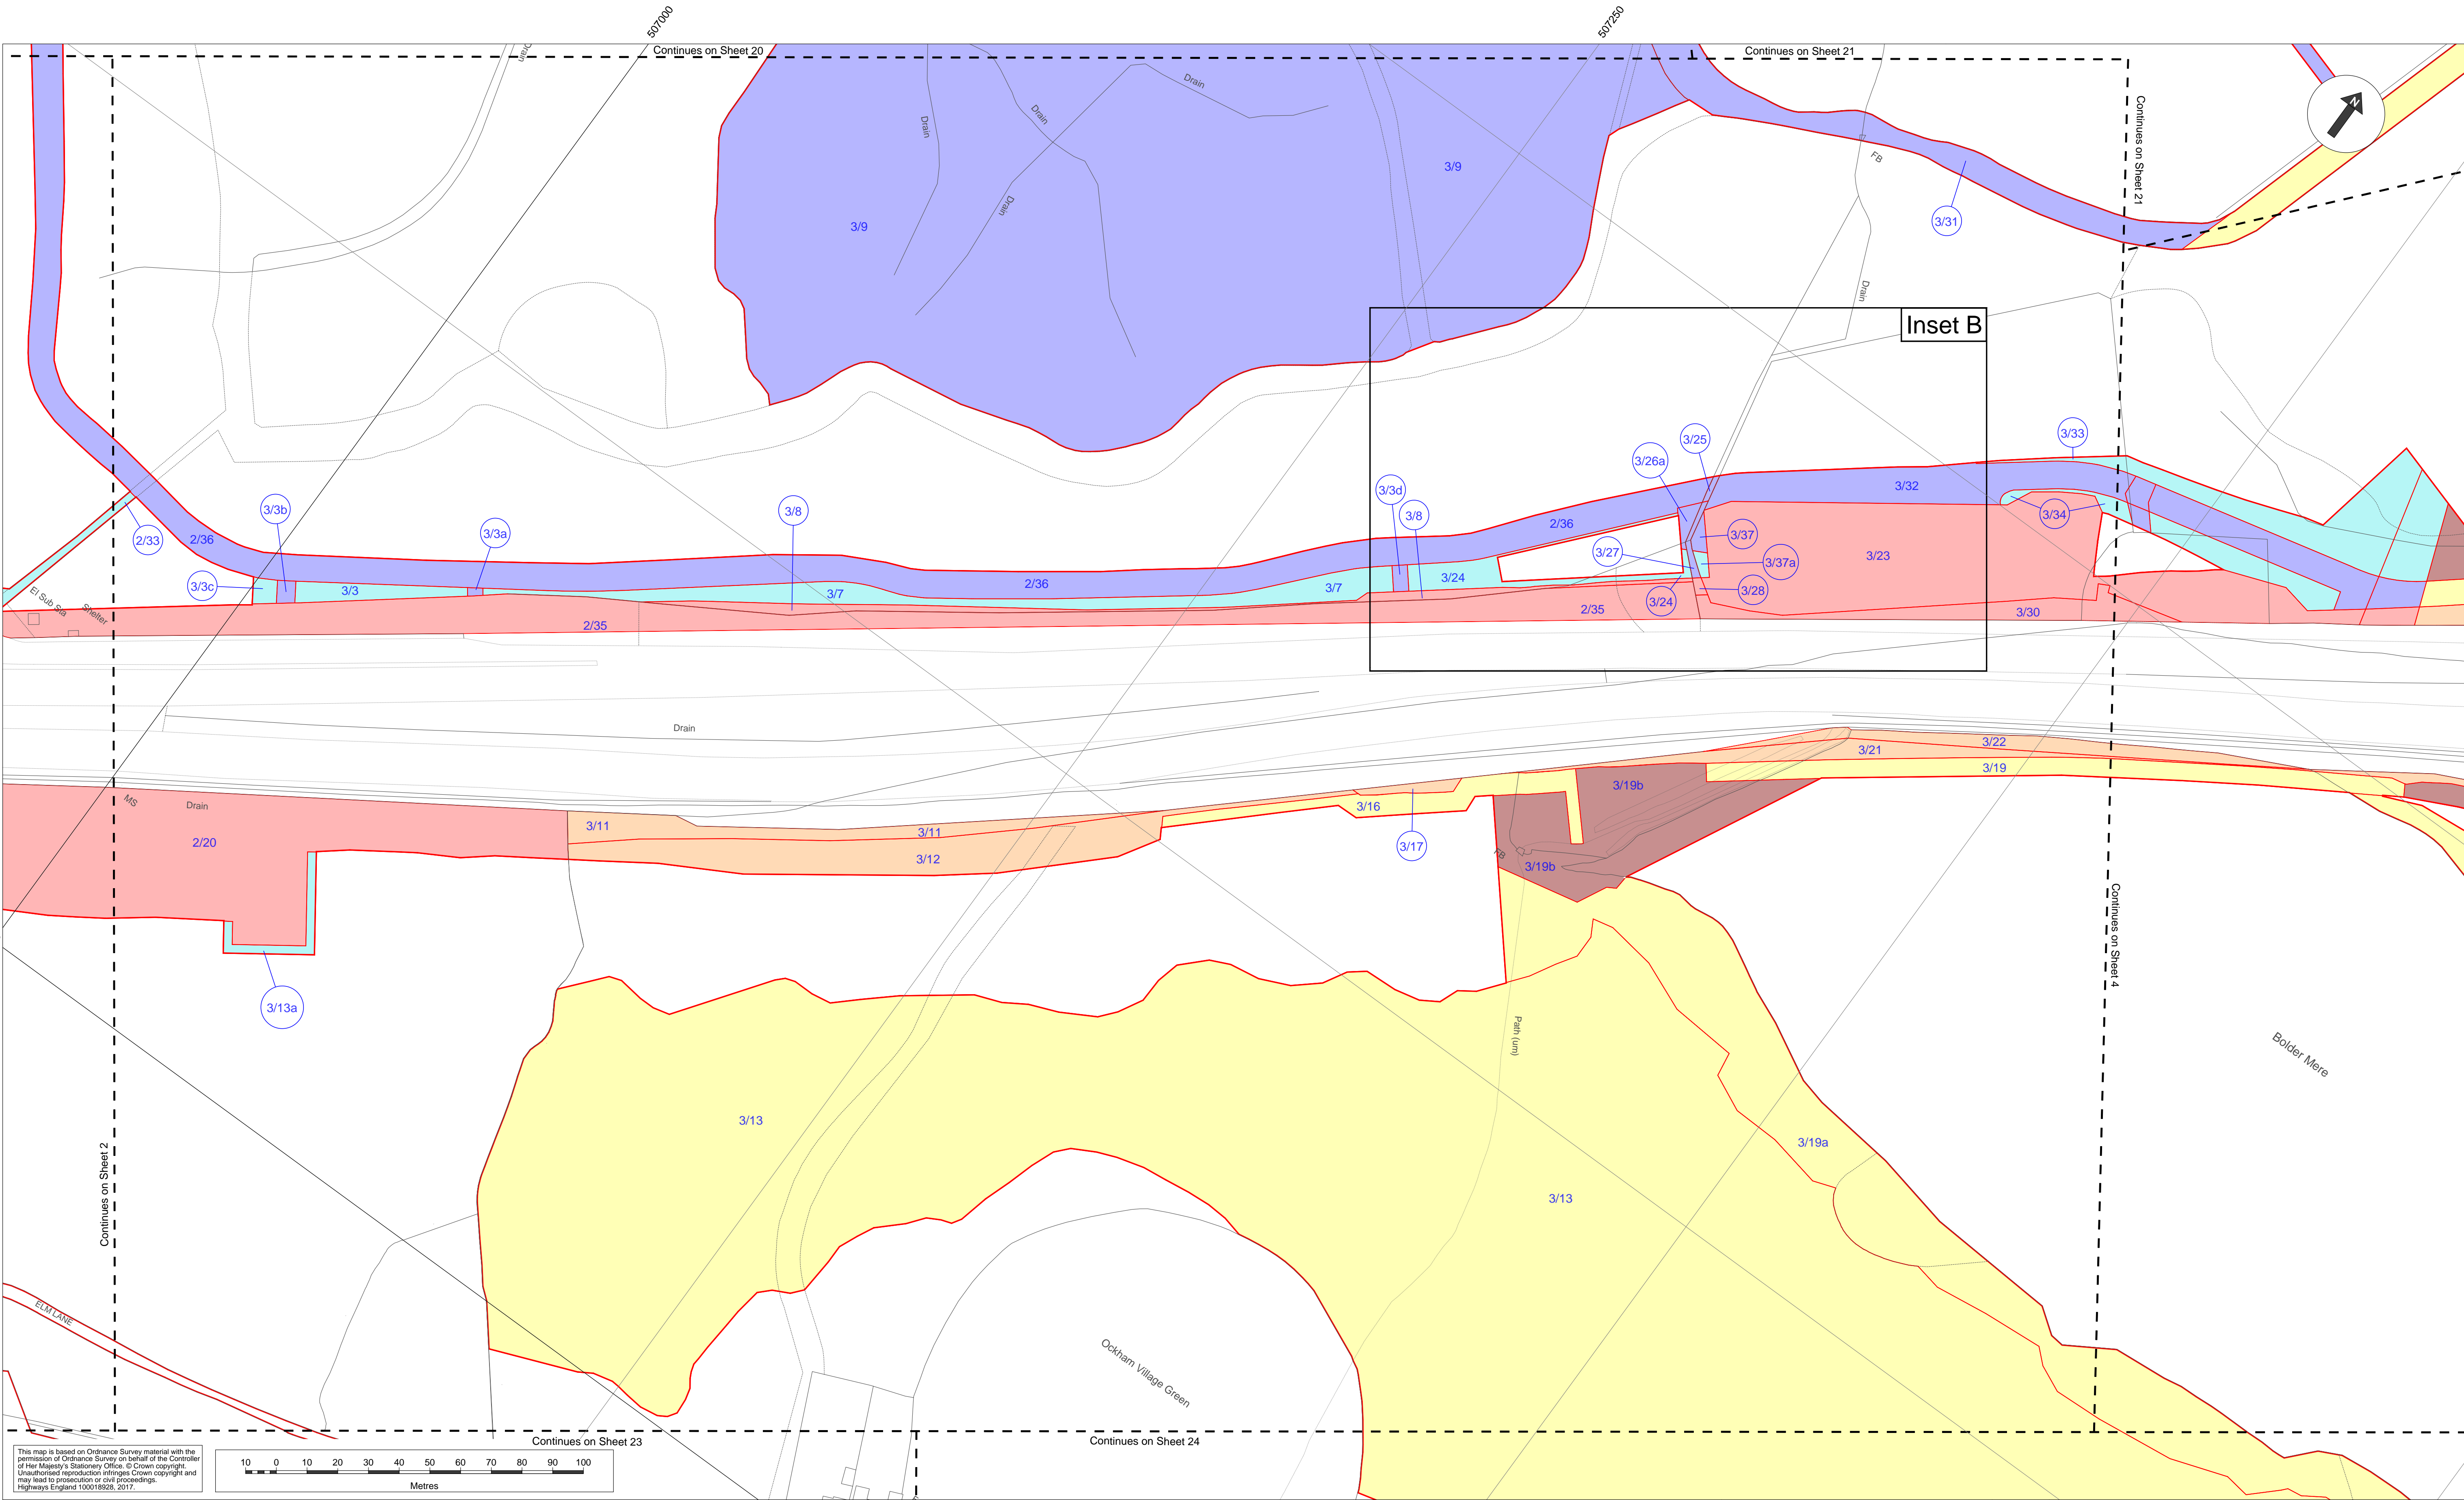 507000
507250
Continues on Sheet 20
Continues on Sheet 21
Drain
Drain
Drain
Drain
Drain
N
Continues on Sheet 21
3/9
3/9
FB
3/31
Drain
Inset B
3/33
3/25
3/26a
3/3d
3/8
3/32
3/34
3/3b
3/3a
3/8
2/33
2/36
2/36
2/36
3/27
3/37
3/37a
3/23
3/3c
3/3
3/7
3/7
3/24
3/24
3/28
El Sub Sta
Shelter
2/35
2/35
3/30
Drain
3/22
3/21
3/19
3/19b
MS
Drain
2/20
3/11
3/11
3/12
3/16
3/17
FB
3/19b
Continues on Sheet 4
3/13a
Path (um)
Bolder Mere
3/13
3/19a
3/13
Continues on Sheet 2
ELM LANE
Ockham Village Green
Continues on Sheet 23
Continues on Sheet 24
This map is based on Ordnance Survey material with the
permission of Ordnance Survey on behalf of the Controller
of Her Majesty's Stationery Office. © Crown copyright.
Unauthorised reproduction infringes Crown copyright and
may lead to prosecution or civil proceedings.
Highways England 100018928, 2017.
10 0 10 20 30 40 50 60 70 80 90 100
Metres